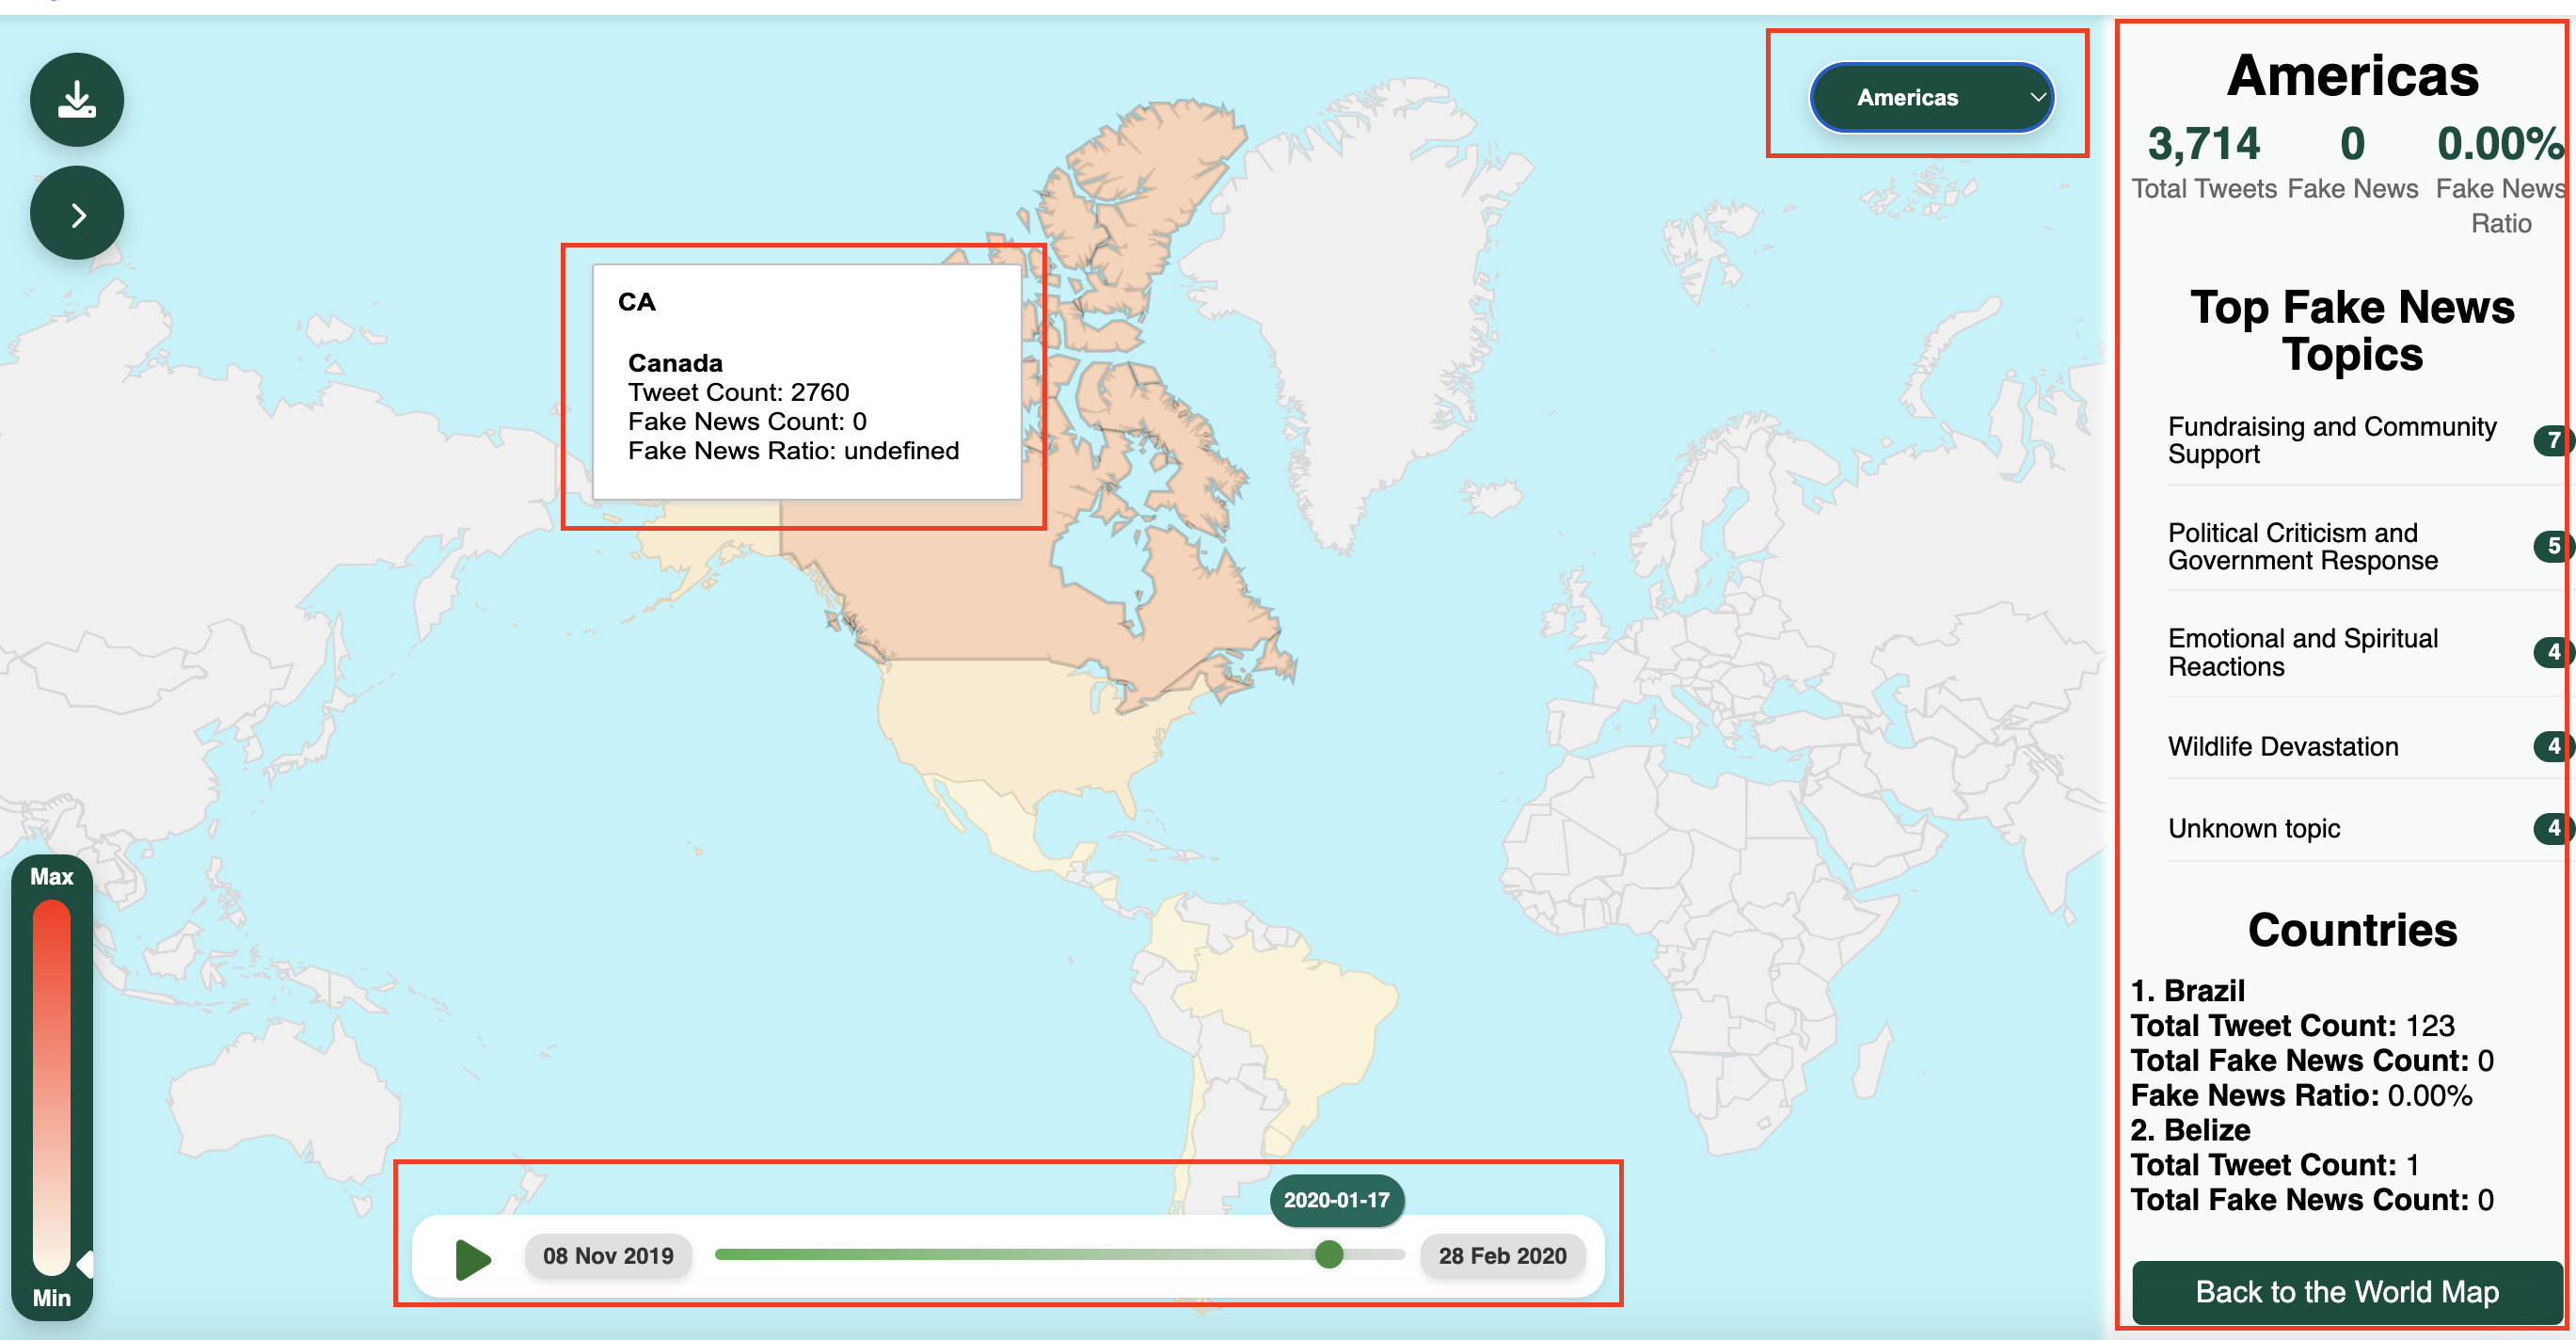 Americas
CA
Canada
Tweet Count: 2760
Fake News Count: 0
Fake News Ratio: undefined
Max
Min
2020-01-17
08 Nov 2019
28 Feb 2020
Americas
3,714 0 0.00%
Total Tweets Fake News Fake News
Ratio
Top Fake News
Topics
Fundraising and Community
Support
7
Political Criticism and
Government Response
5
Emotional and Spiritual
Reactions
4
Wildlife Devastation 4
Unknown topic 4
Countries
1. Brazil
Total Tweet Count: 123
Total Fake News Count: 0
Fake News Ratio: 0.00%
2. Belize
Total Tweet Count: 1
Total Fake News Count: 0
Back to the World Map